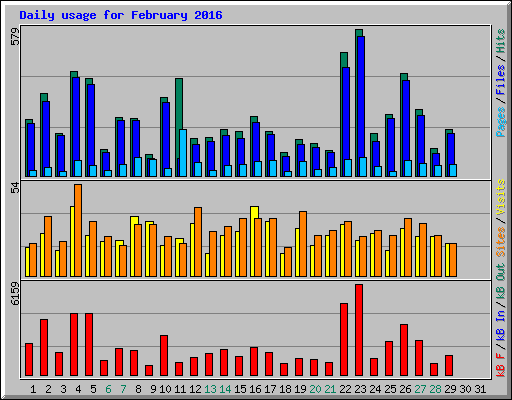 Daily usage for February 2016
579
Pages / Files / Hits
54
Sites / Visits
6159
kB F / kB In / kB Out
1 2 3 4 5 6 7 8 9 10 11 12 13 14 15 16 17 18 19 20 21 22 23 24 25 26 27 28 29 30 31